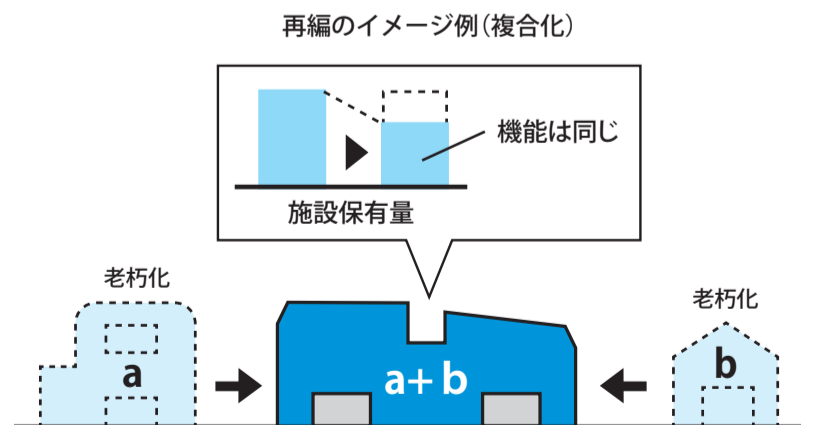 再編のイメージ例（複合化）
機能は同じ
施設保有量
老朽化
老朽化
a
a+ b
b